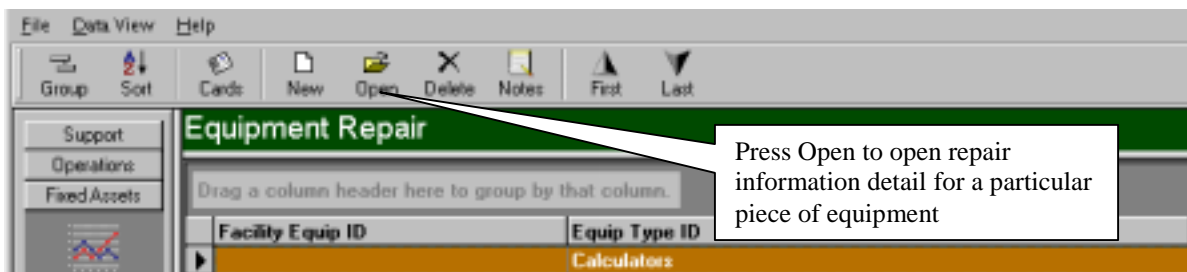 File Data View Help
Group Sort Cards New Open Delete Notes First Last
Support
Operations
Fixed Assets
Equipment Repair
Drag a column header here to group by that column.
Facility Equip ID Equip Type ID
Calculators
Press Open to open repair
information detail for a particular
piece of equipment